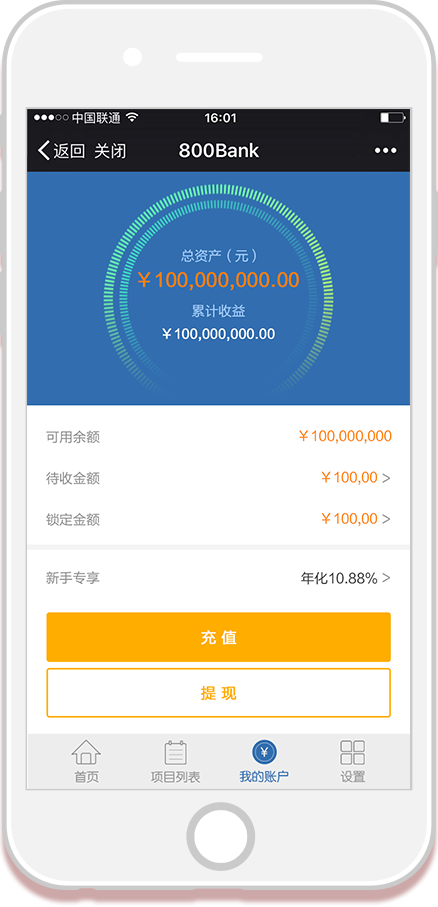 中国联通 16:01
返回 关闭 800Bank
总资产（元）
￥100,000,000.00
累计收益
￥100,000,000.00
可用余额 ￥100,000,000
待收金额 ￥100,00 >
锁定金额 ￥100,00 >
新手专享 年化10.88% >
充 值
提 现
首页 项目列表 我的账户 设置